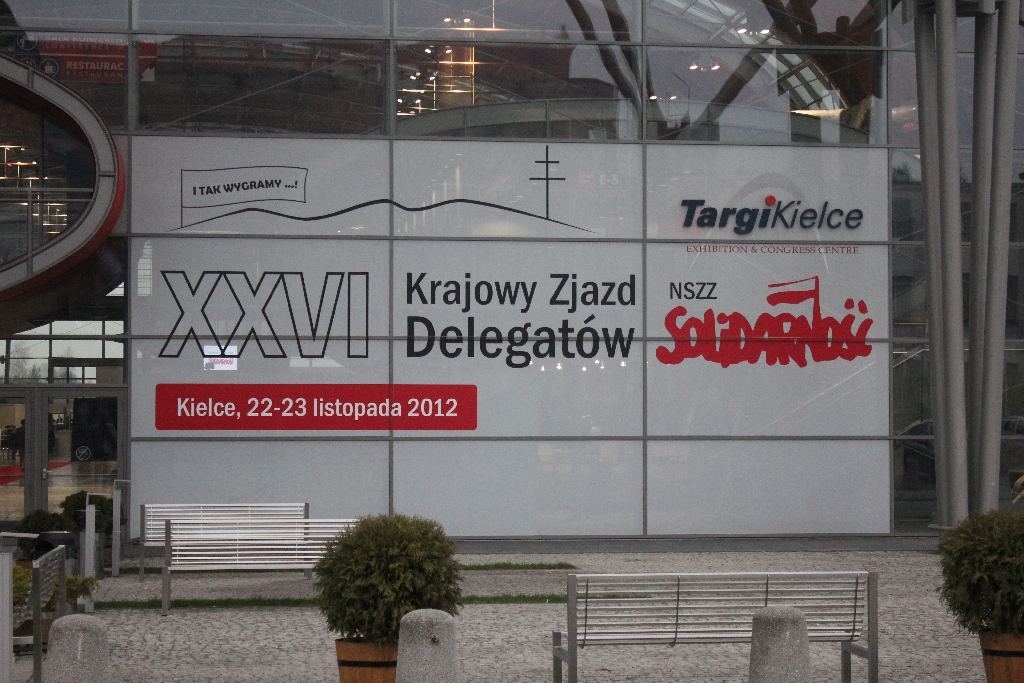 RESTAURAC
I TAK WYGRAMY ...!
TargiKielce
EXHIBITION & CONGRESS CENTRE
XXVI
Krajowy Zjazd
Delegatów
NSZZ
SOLIDARNOŚĆ
Kielce, 22-23 listopada 2012